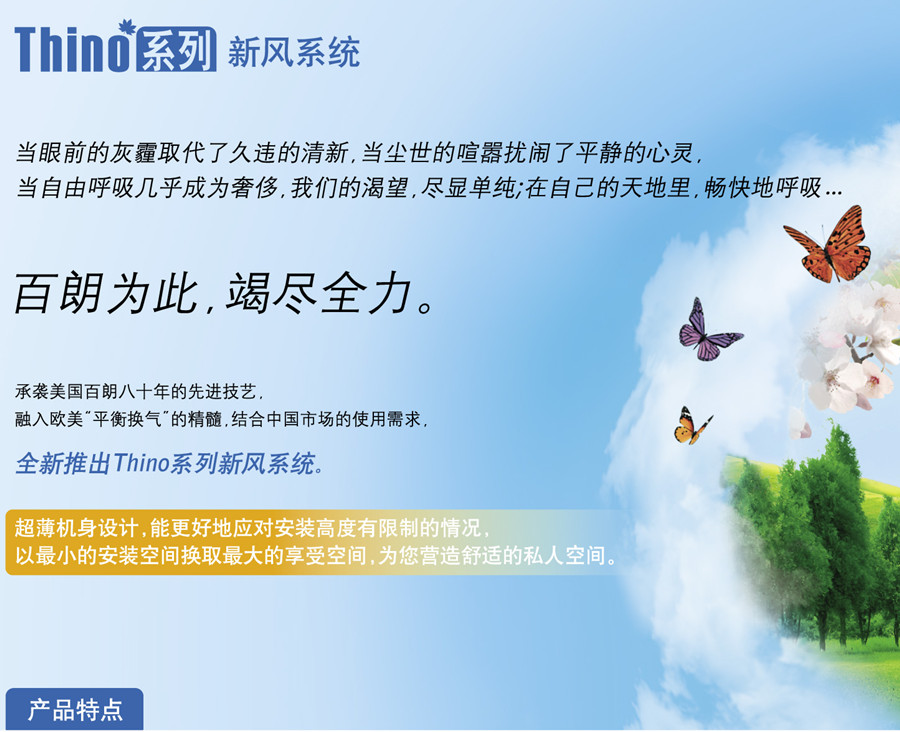 Thino系列 新风系统
当眼前的灰霾取代了久违的清新,当尘世的喧嚣扰闹了平静的心灵,
当自由呼吸几乎成为奢侈,我们的渴望,尽显单纯;在自己的天地里,畅快地呼吸...
百朗为此,竭尽全力。
承袭美国百朗八十年的先进技艺,
融入欧美“平衡换气”的精髓,结合中国市场的使用需求,
全新推出Thino系列新风系统。
超薄机身设计,能更好地应对安装高度有限制的情况,
以最小的安装空间换取最大的享受空间,为您营造舒适的私人空间。
产品特点